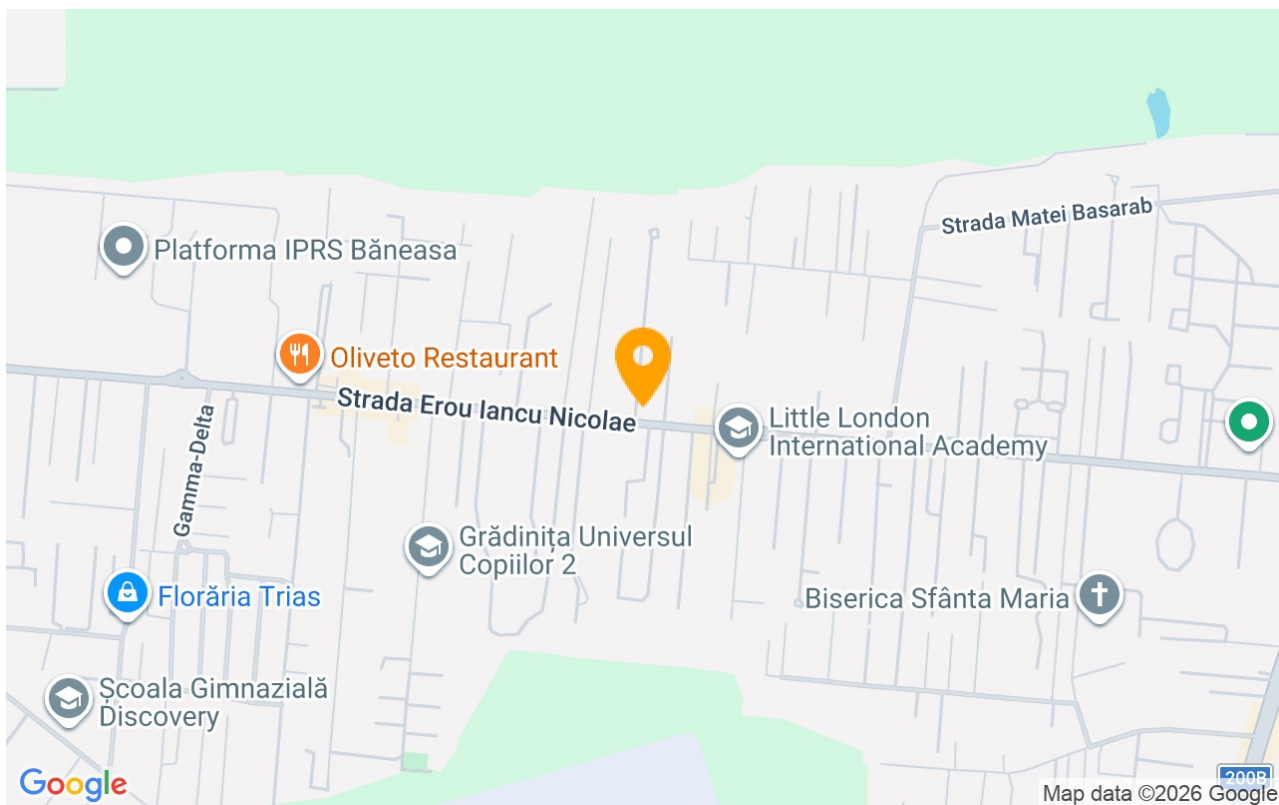 Strada Matei Basarab
Platforma IPRS Băneasa
Oliveto Restaurant
Strada Erou Iancu Nicolae
Little London
International Academy
Gamma-Delta
Grădinița Universul
Copiilor 2
Florăria Trias
Biserica Sfânta Maria
Școala Gimnazială
Discovery
200B
Google
Map data ©2026 Google